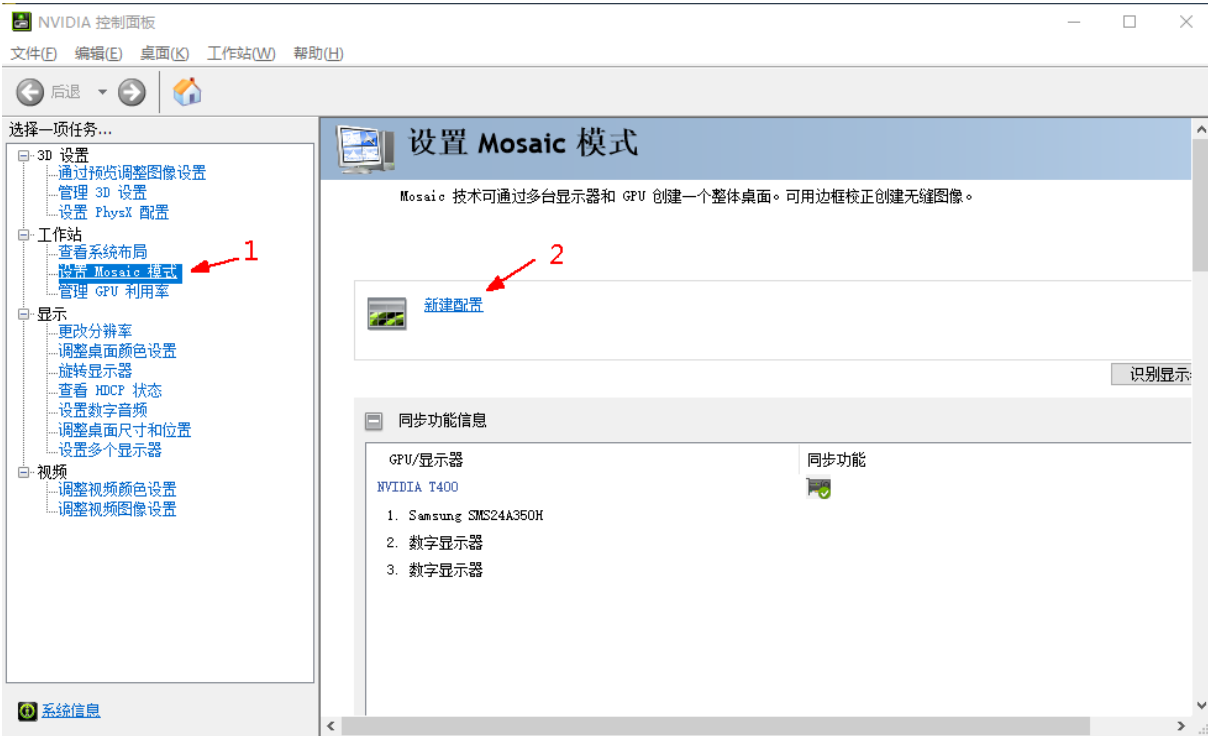 NVIDIA 控制面板
文件(F) 编辑(E) 桌面(K) 工作站(W) 帮助(H)
后退
选择一项任务...
3D 设置
通过预览调整图像设置
管理 3D 设置
设置 PhysX 配置
工作站
查看系统布局
设置 Mosaic 模式
管理 GPU 利用率
显示
更改分辨率
调整桌面颜色设置
旋转显示器
查看 HDCP 状态
设置数字音频
调整桌面尺寸和位置
设置多个显示器
视频
调整视频颜色设置
调整视频图像设置
系统信息
1
设置 Mosaic 模式
Mosaic 技术可通过多台显示器和 GPU 创建一个整体桌面。可用边框校正创建无缝图像。
2
新建配置
识别显示
同步功能信息
GPU/显示器 同步功能
NVIDIA T400
1. Samsung SMS24A350H
2. 数字显示器
3. 数字显示器